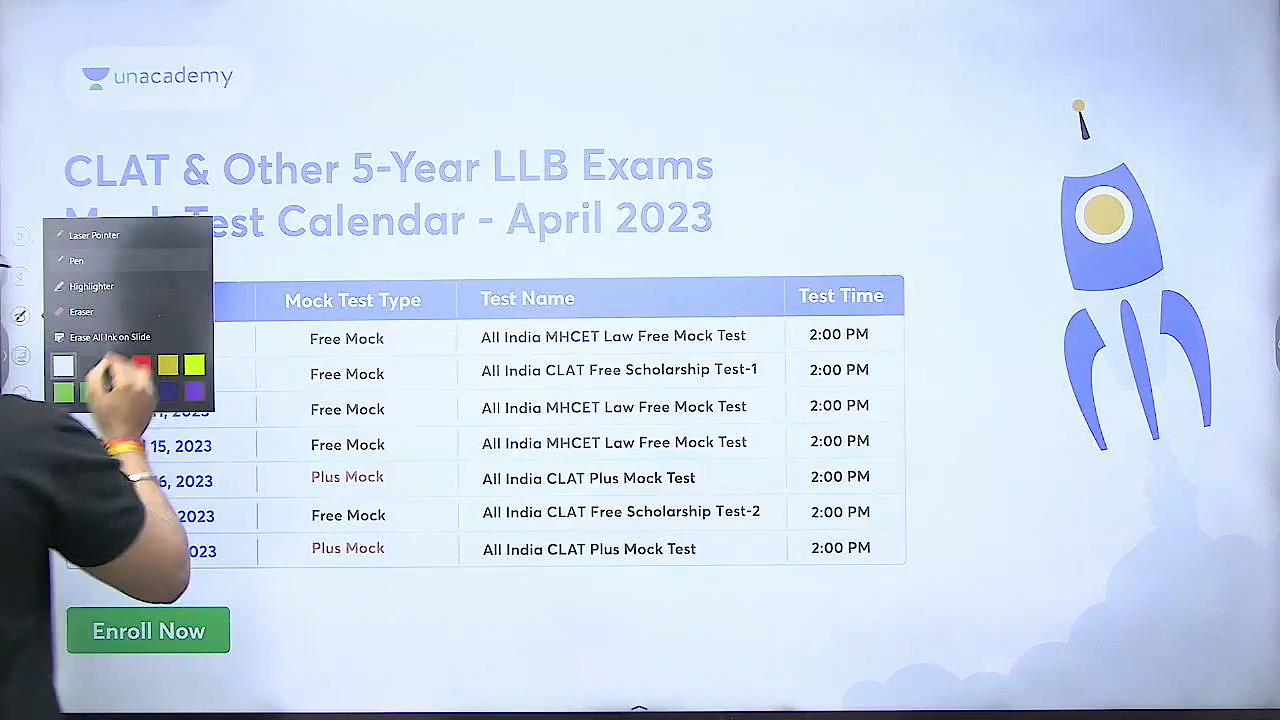 unacademy
CLAT & Other 5-Year LLB Exams
Test Calendar - April 2023
Laser Pointer
Pen
Highlighter
Eraser
Erase All Ink on Slide
Mock Test Type Test Name Test Time
Free Mock All India MHCET Law Free Mock Test 2:00 PM
Free Mock All India CLAT Free Scholarship Test-1 2:00 PM
2023 Free Mock All India MHCET Law Free Mock Test 2:00 PM
15, 2023 Free Mock All India MHCET Law Free Mock Test 2:00 PM
2023 Plus Mock All India CLAT Plus Mock Test 2:00 PM
2023 Free Mock All India CLAT Free Scholarship Test-2 2:00 PM
Plus Mock All India CLAT Plus Mock Test 2:00 PM
Enroll Now